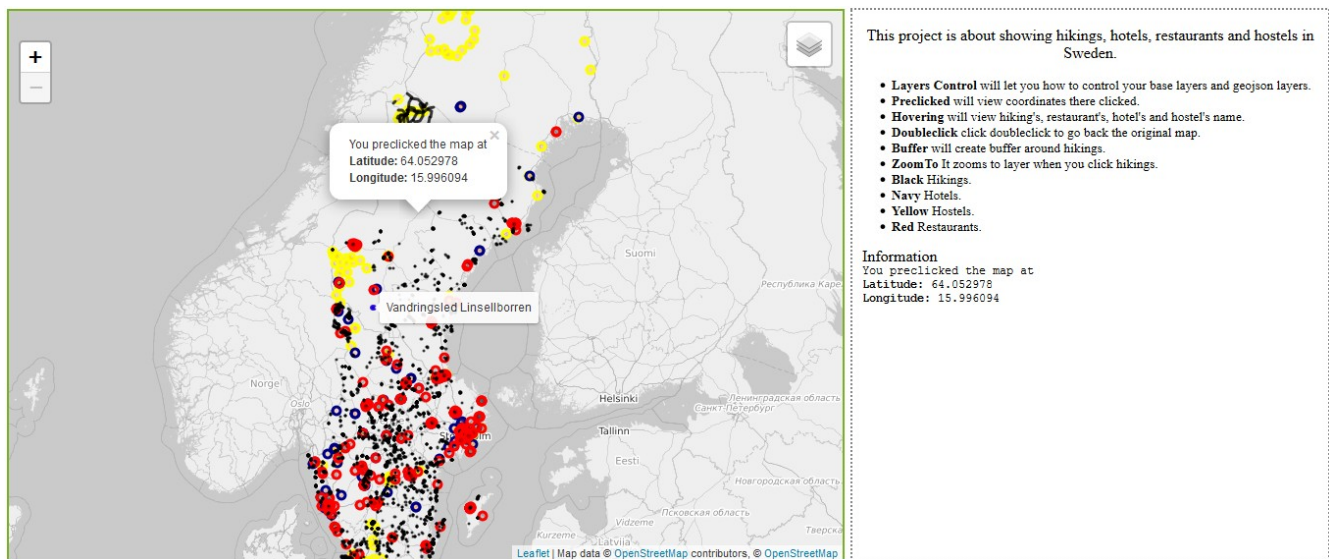 +
−
You preclicked the map at
×
Latitude: 64.052978
Longitude: 15.996094
Suomi
Республика Каре
Vandringsled Linsellborren
Norge
Oslo
Helsinki
Ленинградская область
Санкт-Петербург
Tallinn
Eesti
Новгородская область
Псковская область
Vidzeme
Тверска
Kurzeme
Latvija
Leaflet | Map data © OpenStreetMap contributors, © OpenStreetMap
This project is about showing hikings, hotels, restaurants and hostels in
Sweden.
• Layers Control will let you how to control your base layers and geojson layers.
• Preclicked will view coordinates there clicked.
• Hovering will view hiking's, restaurant's, hotel's and hostel's name.
• Doubleclick click doubleclick to go back the original map.
• Buffer will create buffer around hikings.
• ZoomTo It zooms to layer when you click hikings.
• Black Hikings.
• Navy Hotels.
• Yellow Hostels.
• Red Restaurants.
Information
You preclicked the map at
Latitude: 64.052978
Longitude: 15.996094